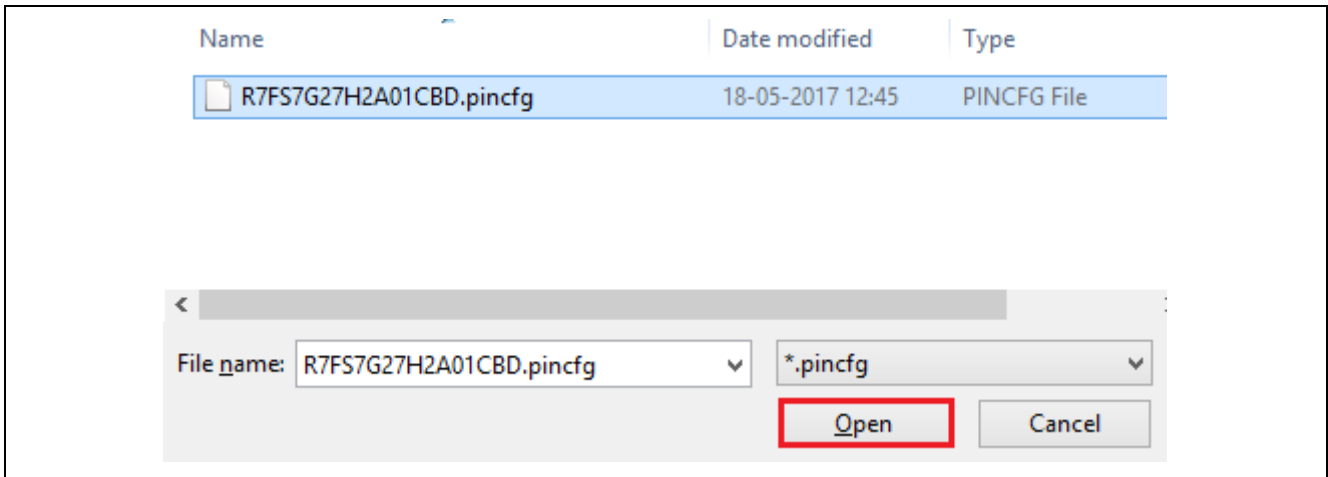 Name Date modified Type
R7FS7G27H2A01CBD.pincfg 18-05-2017 12:45 PINCFG File
File name: R7FS7G27H2A01CBD.pincfg *.pincfg
Open Cancel